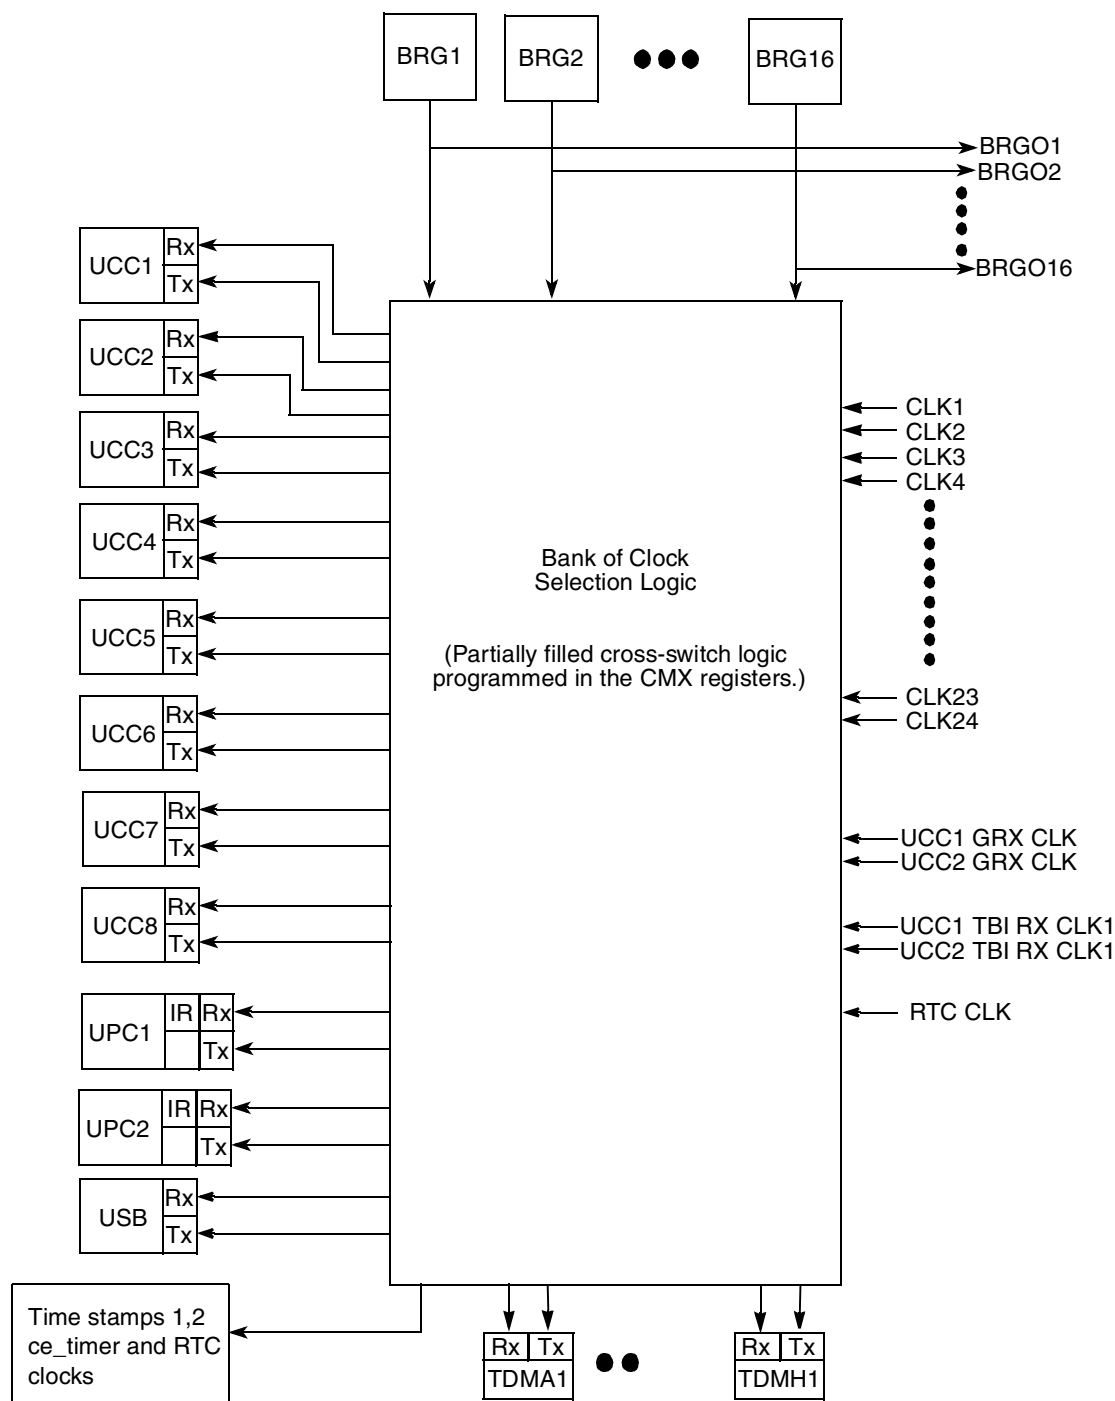 BRG1
BRG2
BRG16
BRGO1
BRGO2
BRGO16
UCC1
Rx
Tx
UCC2
Rx
Tx
UCC3
Rx
Tx
UCC4
Rx
Tx
UCC5
Rx
Tx
UCC6
Rx
Tx
UCC7
Rx
Tx
UCC8
Rx
Tx
UPC1
IR
Rx
Tx
UPC2
IR
Rx
Tx
USB
Rx
Tx
Bank of Clock
Selection Logic
(Partially filled cross-switch logic
programmed in the CMX registers.)
CLK1
CLK2
CLK3
CLK4
CLK23
CLK24
UCC1 GRX CLK
UCC2 GRX CLK
UCC1 TBI RX CLK1
UCC2 TBI RX CLK1
RTC CLK
Time stamps 1,2
ce_timer and RTC
clocks
Rx
Tx
TDMA1
Rx
Tx
TDMH1